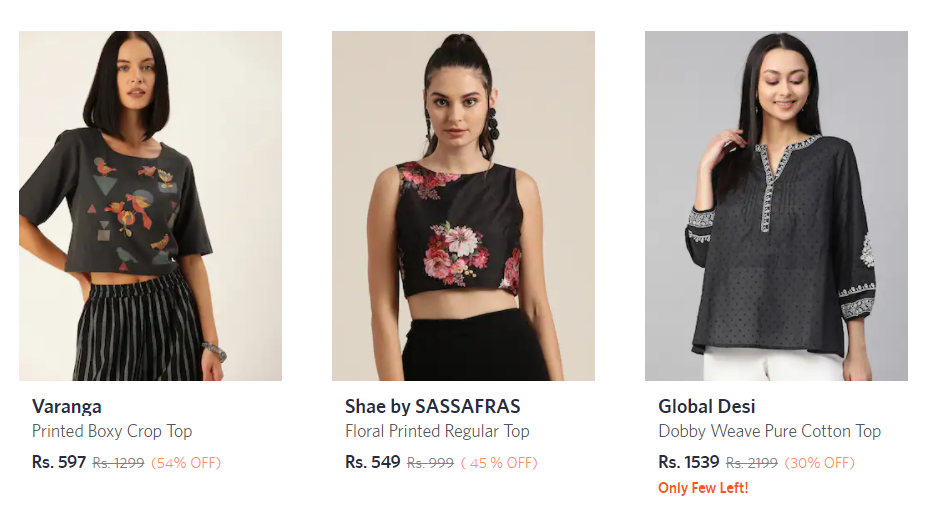 Varanga
Printed Boxy Crop Top
Rs. 597 Rs. 1299 (54% OFF)
Shae by SASSAFRAS
Floral Printed Regular Top
Rs. 549 Rs. 999 ( 45 % OFF)
Global Desi
Dobby Weave Pure Cotton Top
Rs. 1539 Rs. 2199 (30% OFF)
Only Few Left!